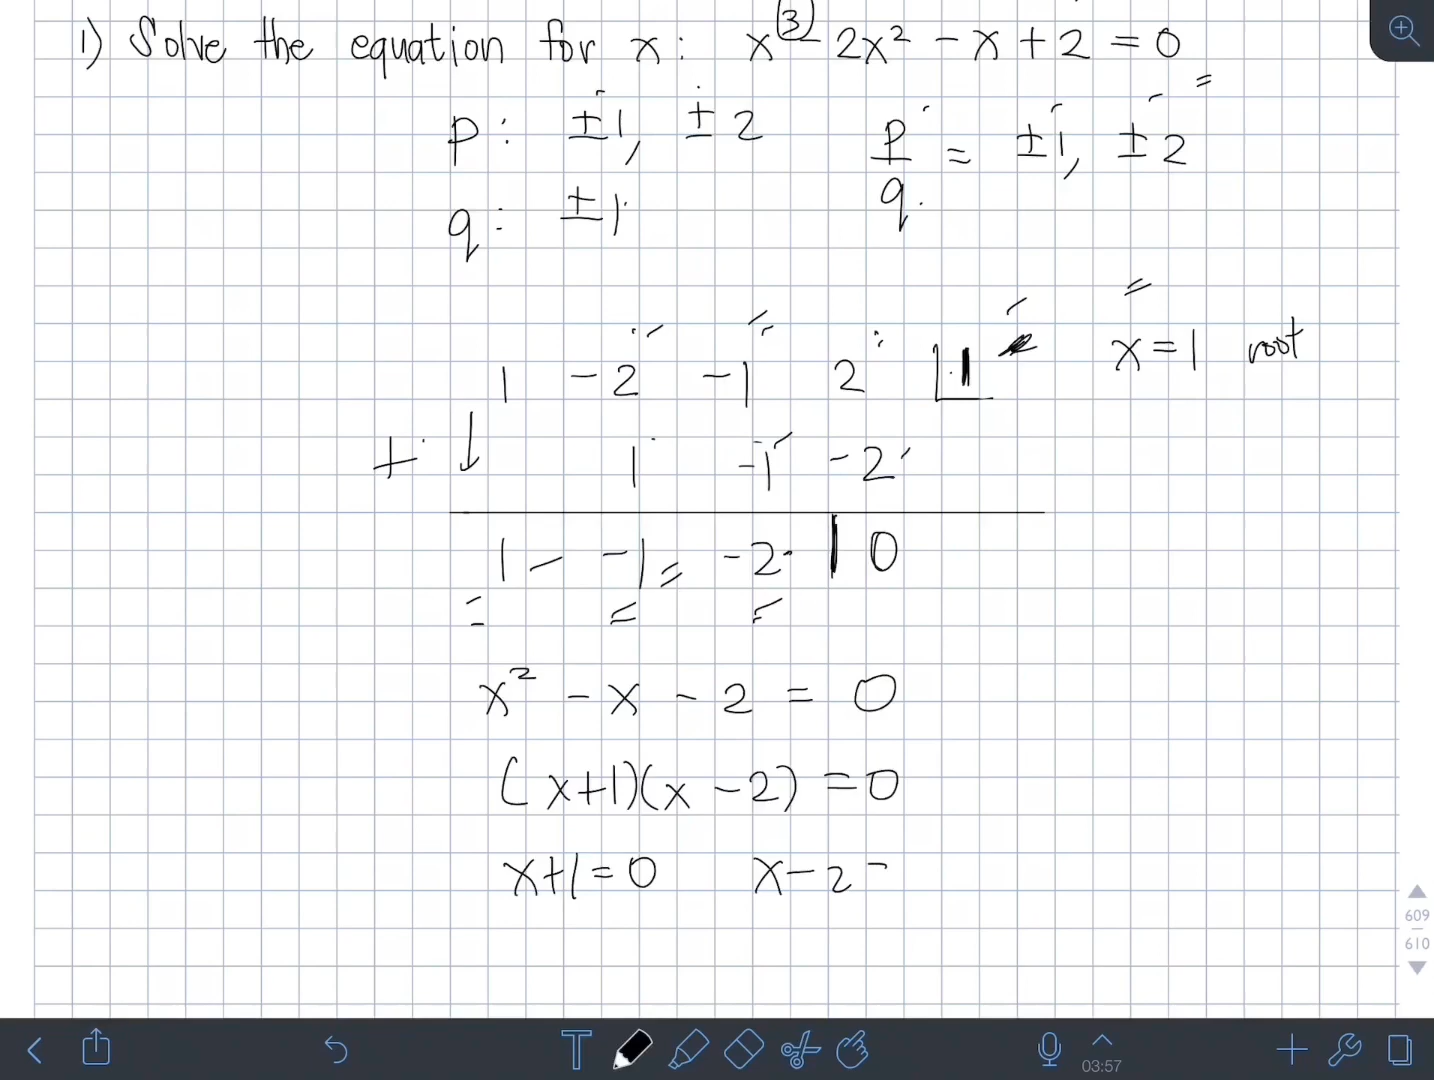 1) Solve the equation for x: x³ - 2x² - x + 2 = 0
p: ±1, ±2
p/q = ±1, ±2
q: ±1
1 -2 -1 2 1
x = 1 root
+ ↓ 1 -1 -2
1 -1 -2 0
x² - x - 2 = 0
(x+1)(x-2) = 0
x+1=0 x-2-
609
610
T
03:57